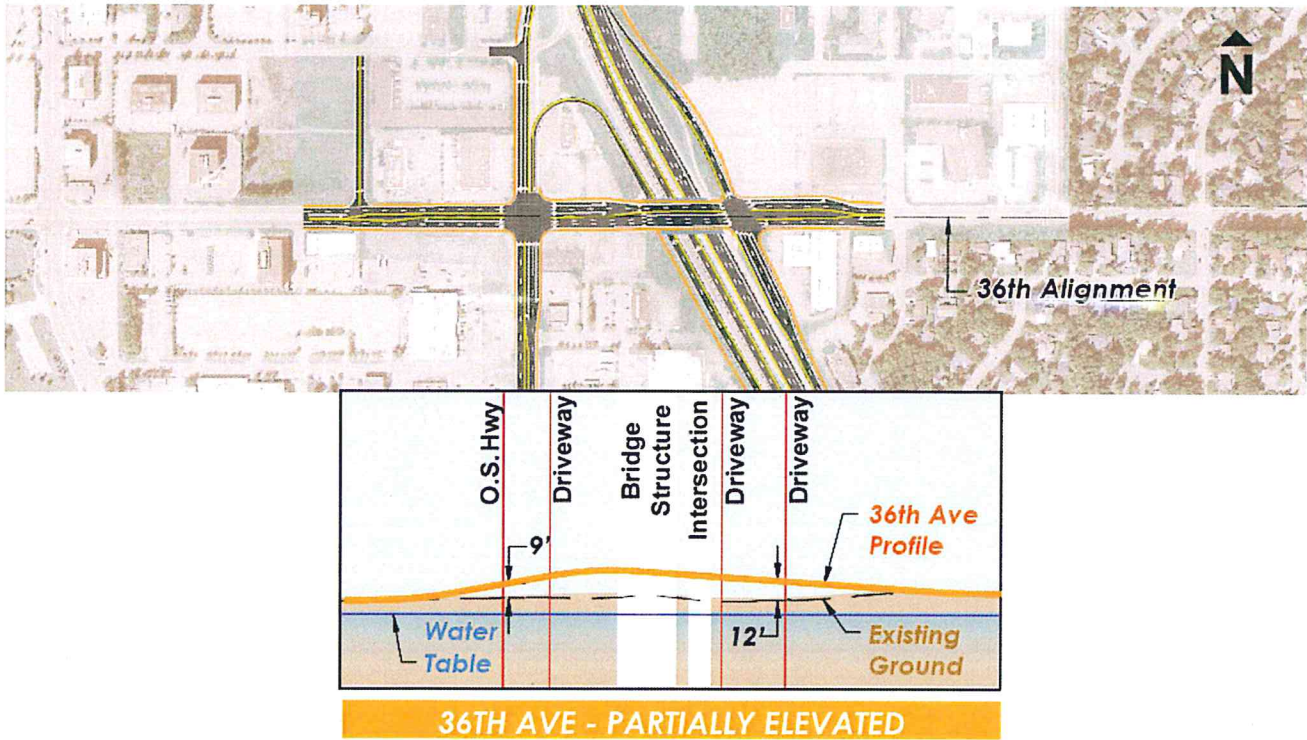 N
36th Alignment
O.S. Hwy
Driveway
Bridge
Structure
Intersection
Driveway
Driveway
9'
36th Ave
Profile
Water
Table
12'
Existing
Ground
36TH AVE - PARTIALLY ELEVATED